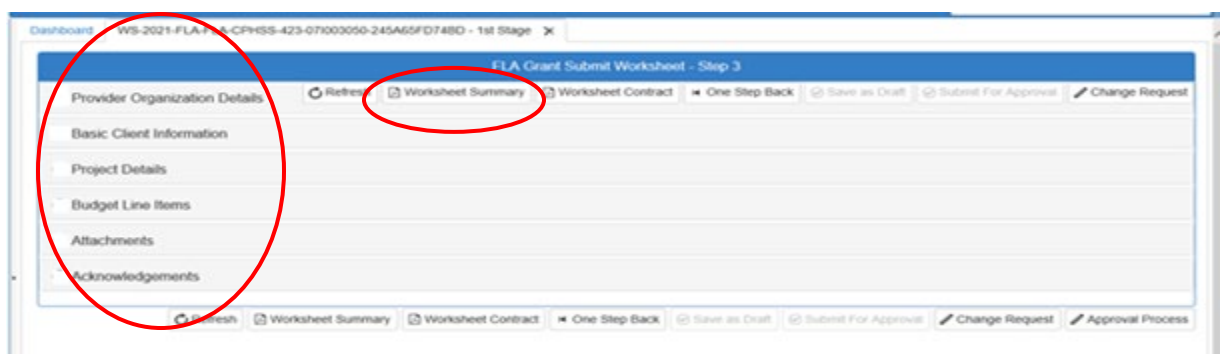 Dashboard WS-2021-FLA-FLA-CPHSS-423-07I003050-245A65FD74BD - 1st Stage
FLA Grant Submit Worksheet - Step 3
Provider Organization Details Refresh Worksheet Summary Worksheet Contract One Step Back Save as Draft Submit For Approval Change Request
Basic Client Information
Project Details
Budget Line Items
Attachments
Acknowledgements
Refresh Worksheet Summary Worksheet Contract One Step Back Save as Draft Submit For Approval Change Request Approval Process